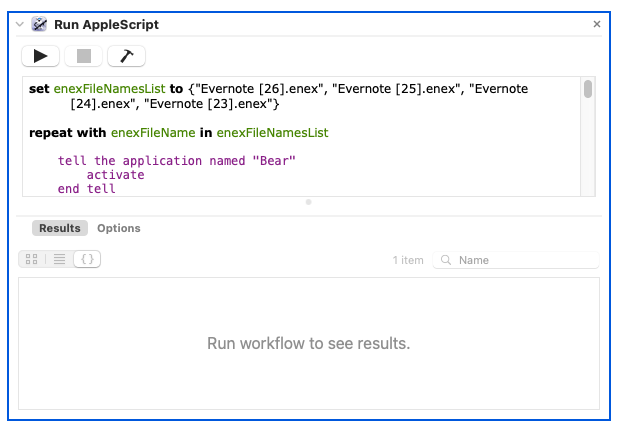 Run AppleScript
set enexFileNamesList to {"Evernote [26].enex", "Evernote [25].enex", "Evernote
[24].enex", "Evernote [23].enex"}
repeat with enexFileName in enexFileNamesList
tell the application named "Bear"
activate
end tell
Results Options
{} 1 item Name
Run workflow to see results.